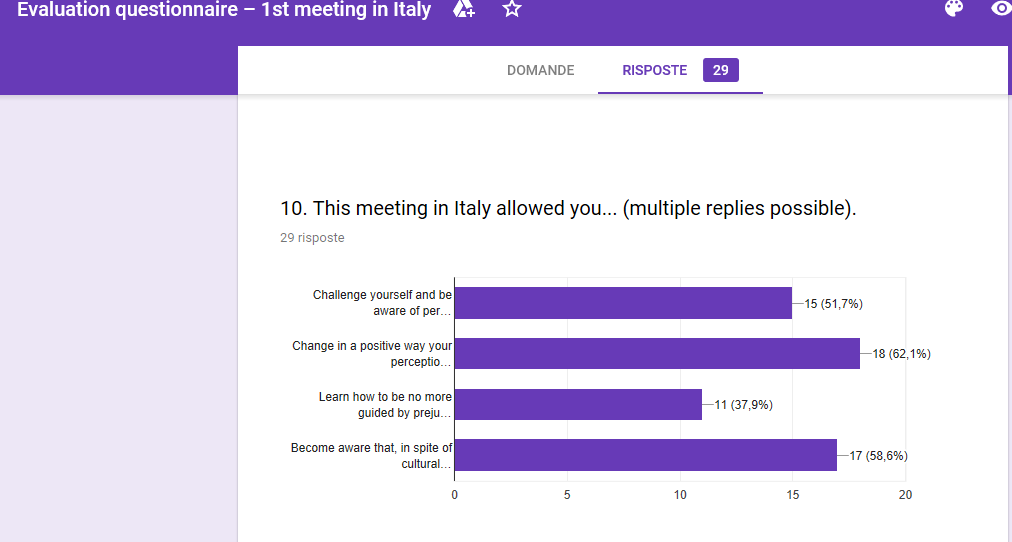 Evaluation questionnaire – 1st meeting in Italy
DOMANDE RISPOSTE 29
10. This meeting in Italy allowed you... (multiple replies possible).
29 risposte
Challenge yourself and be
aware of per...
15 (51,7%)
Change in a positive way your
perceptio...
18 (62,1%)
Learn how to be no more
guided by preju...
11 (37,9%)
Become aware that, in spite of
cultural...
17 (58,6%)
0 5 10 15 20